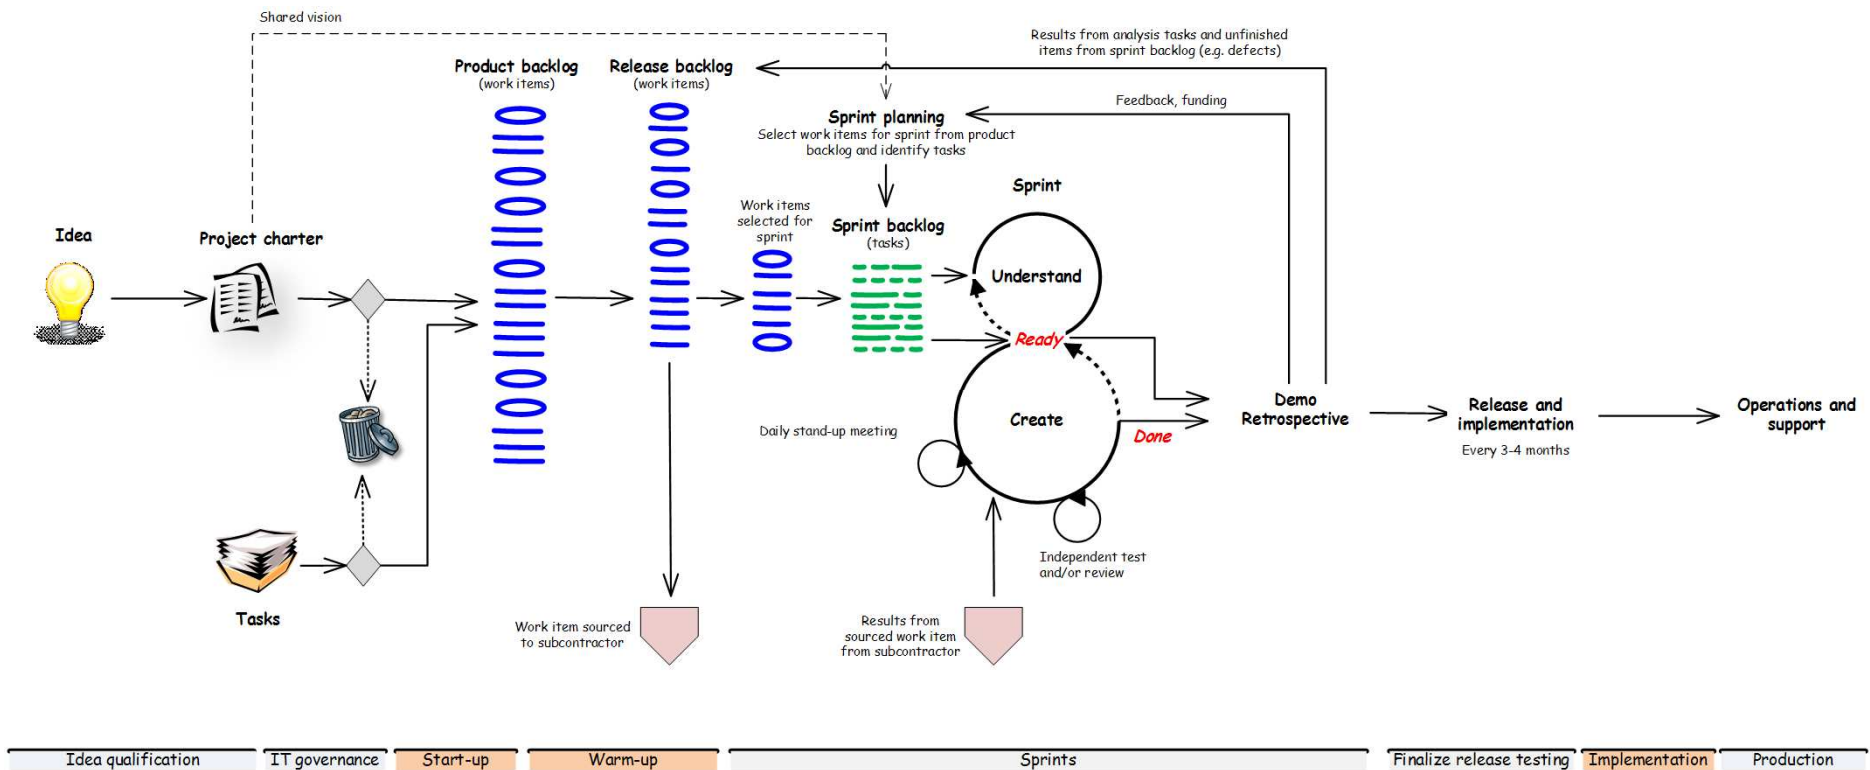 Shared vision
Results from analysis tasks and unfinished
items from sprint backlog (e.g. defects)
Product backlog
(work items)
Release backlog
(work items)
Feedback, funding
Sprint planning
Select work items for sprint from product
backlog and identify tasks
Sprint
Idea
Project charter
Work items
selected for
sprint
Sprint backlog
(tasks)
Understand
Ready
Create
Daily stand-up meeting
Done
Demo
Retrospective
Release and
implementation
Every 3-4 months
Operations and
support
Independent test
and/or review
Tasks
Work item sourced
to subcontractor
Results from
sourced work item
from subcontractor
Idea qualification
IT governance
Start-up
Warm-up
Sprints
Finalize release testing
Implementation
Production